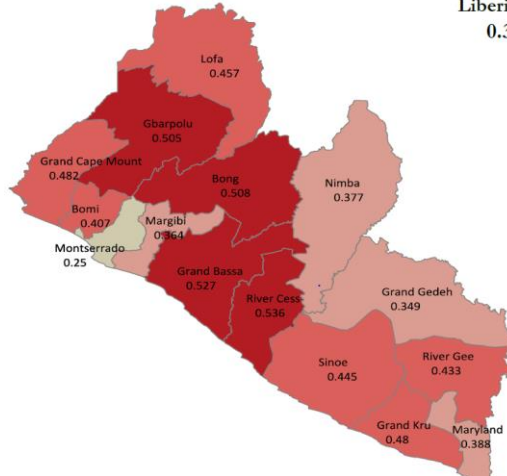 Liberi
0.3
Lofa
0.457
Gbarpolu
0.505
Grand Cape Mount
0.482
Bong
0.508
Nimba
0.377
Bomi
0.407
Margibi
0.364
Montserrado
0.25
Grand Bassa
0.527
River Cess
0.536
Grand Gedeh
0.349
Sinoe
0.445
River Gee
0.433
Grand Kru
0.48
Maryland
0.388